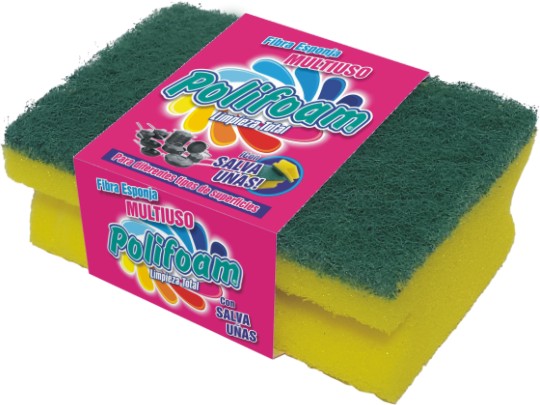 Fibra Esponja
MULTIUSO
Polifoam
Limpieza Total
Con
SALVA
UÑAS!
Para diferentes tipos de superficies
Fibra Esponja
MULTIUSO
Polifoam
Limpieza Total
Con
SALVA
UÑAS